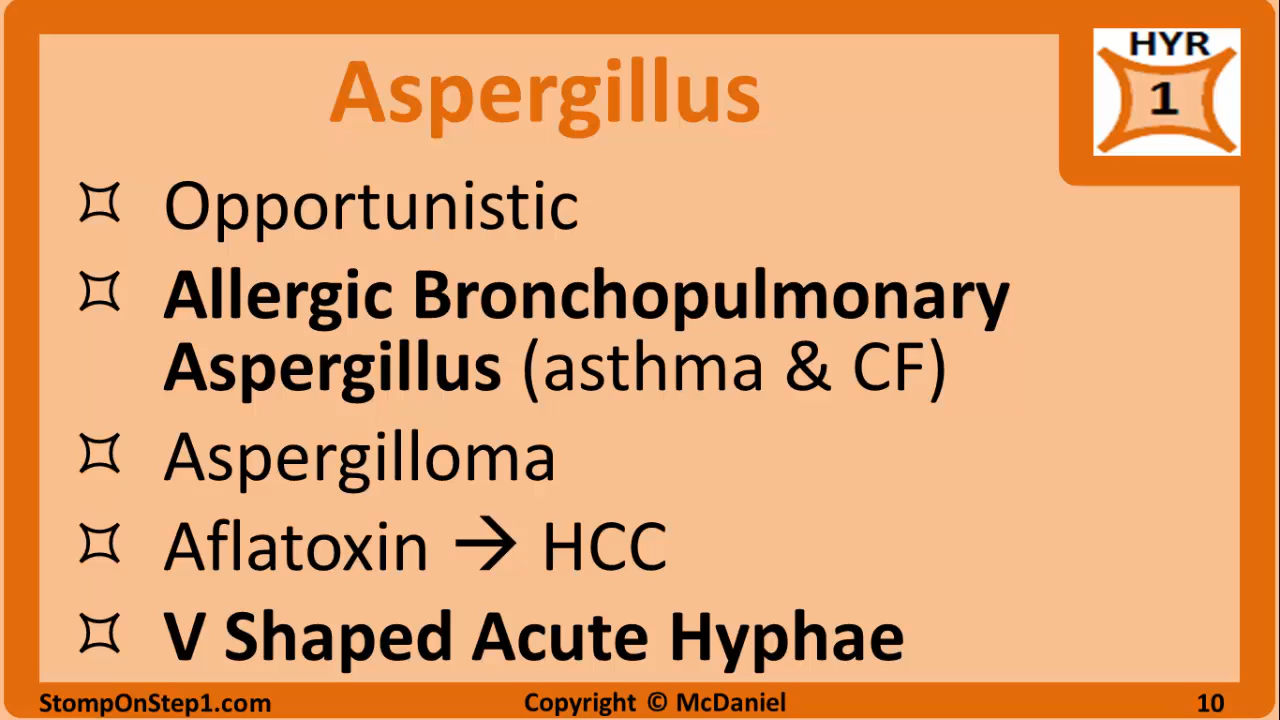 Aspergillus
HYR
1
Opportunistic
Allergic Bronchopulmonary
Aspergillus (asthma & CF)
Aspergilloma
Aflatoxin → HCC
V Shaped Acute Hyphae
StompOnStep1.com
Copyright © McDaniel
10